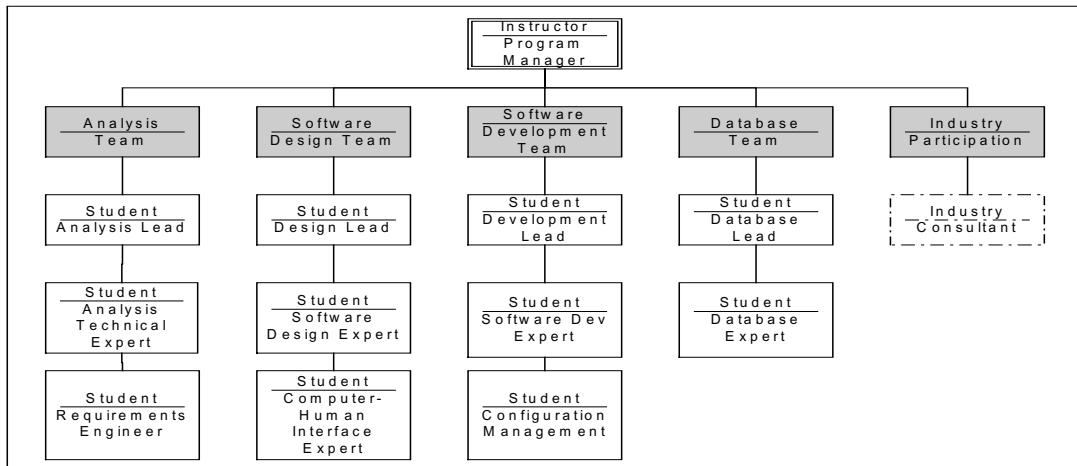 Instructor
Program
Manager
Analysis
Team
Software
Design Team
Software
Development
Team
Database
Team
Industry
Participation
Student
Analysis Lead
Student
Design Lead
Student
Development
Lead
Student
Database
Lead
Industry
Consultant
Student
Analysis
Technical
Expert
Student
Software
Design Expert
Student
Software Dev
Expert
Student
Database
Expert
Student
Requirements
Engineer
Student
Computer-
Human
Interface
Expert
Student
Configuration
Management